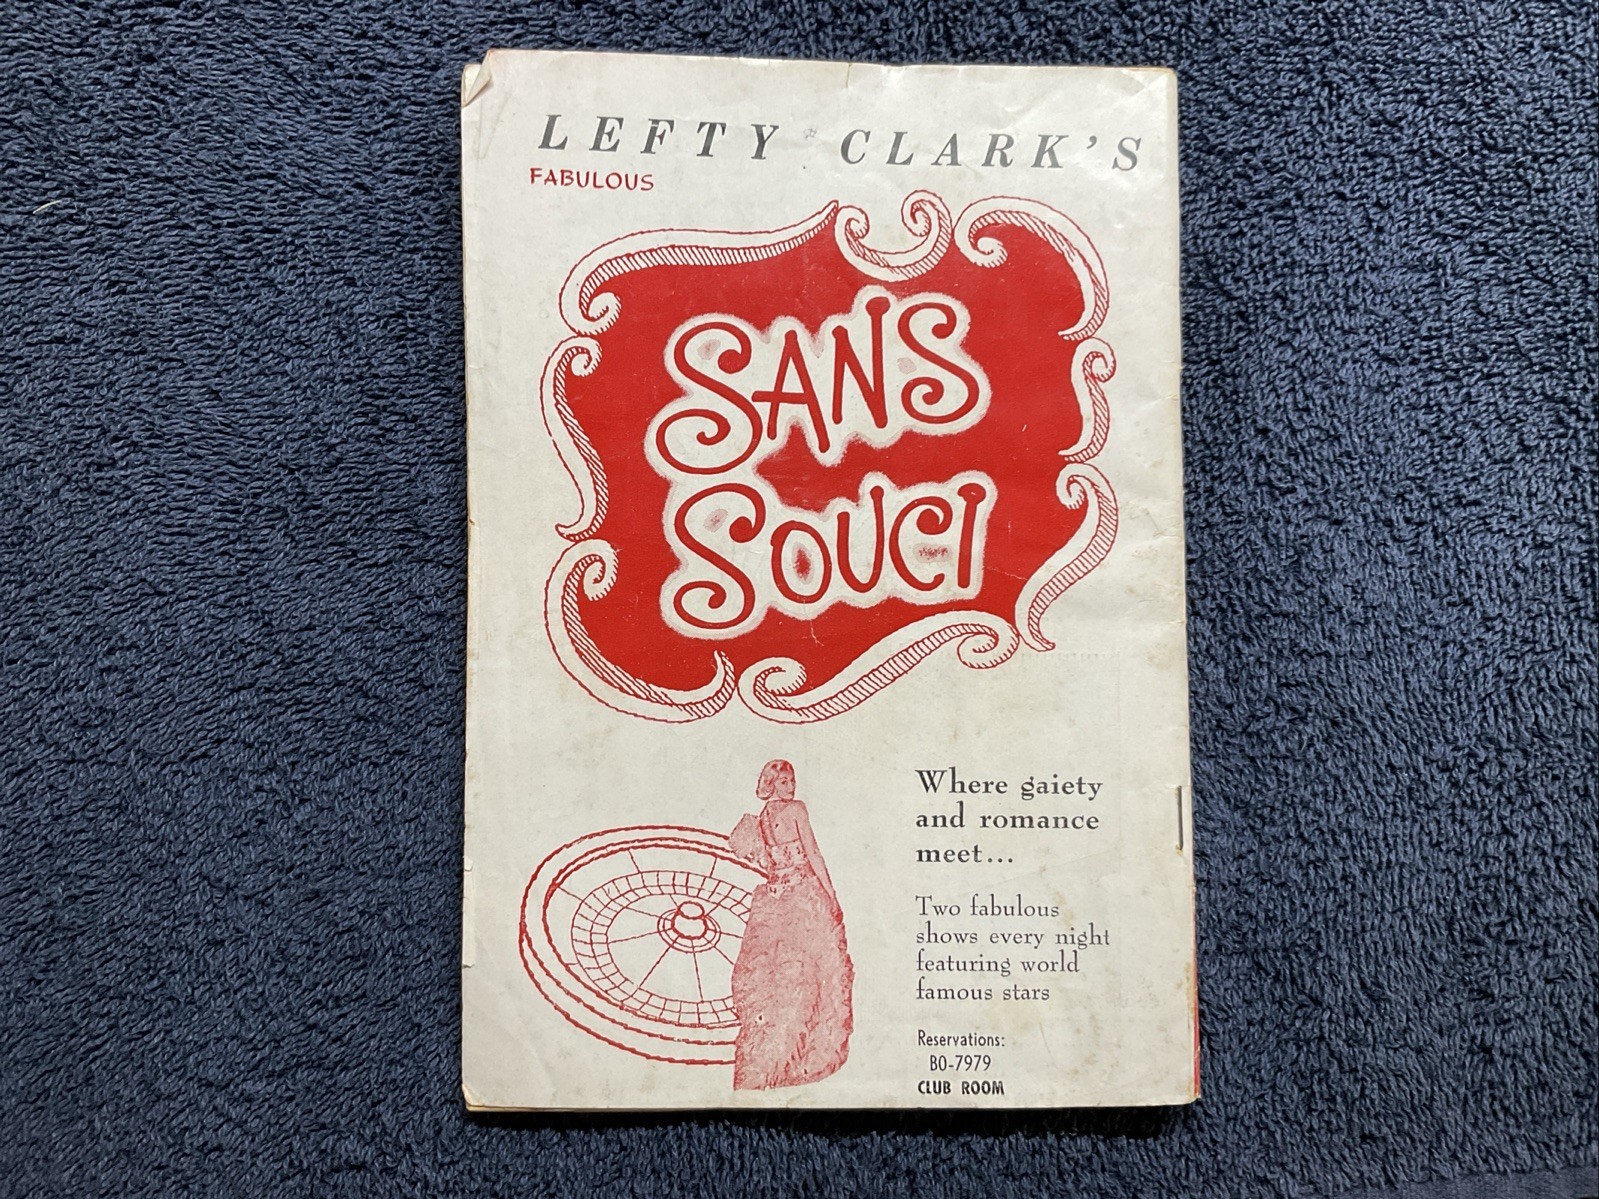 LEFTY CLARK'S
FABULOUS
SANS
SOUCI
Where gaiety
and romance
meet...
Two fabulous
shows every night
featuring world
famous stars
Reservations:
BO-7979
CLUB ROOM